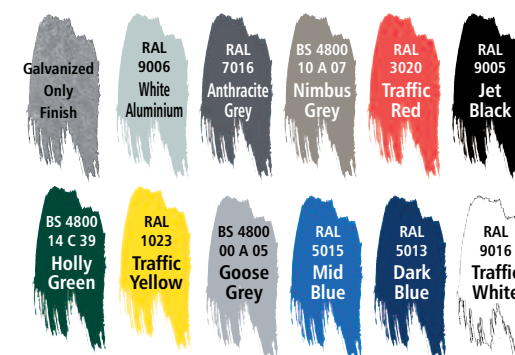 Galvanized
Only
Finish
RAL
9006
White
Aluminium
RAL
7016
Anthracite
Grey
BS 4800
10 A 07
Nimbus
Grey
RAL
3020
Traffic
Red
RAL
9005
Jet
Black
BS 4800
14 C 39
Holly
Green
RAL
1023
Traffic
Yellow
BS 4800
00 A 05
Goose
Grey
RAL
5015
Mid
Blue
RAL
5013
Dark
Blue
RAL
9016
Traffic
White